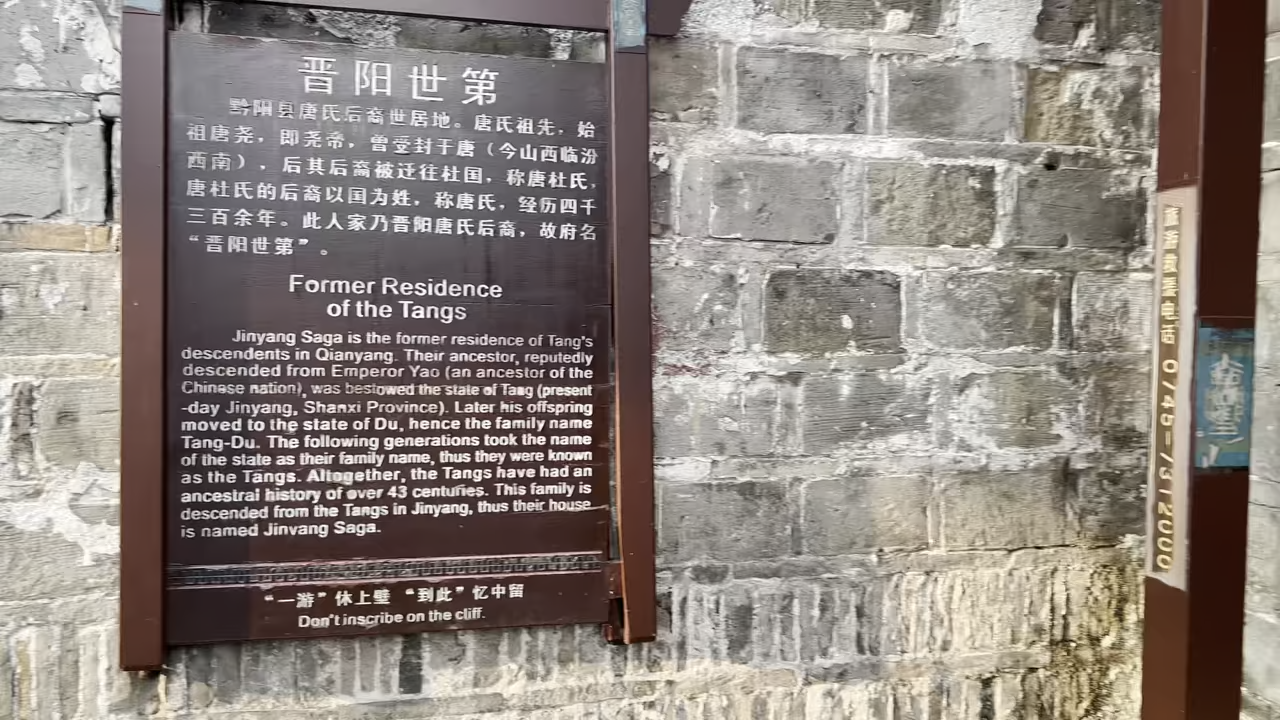 晋阳世第
黔阳县唐氏后裔世居地。唐氏祖先，始
祖唐尧，即尧帝，曾受封于唐（今山西临汾
西南），后其后裔被迁往杜国，称唐杜氏，
唐杜氏的后裔以国为姓，称唐氏，经历四千
三百余年。此人家乃晋阳唐氏后裔，故府名
“晋阳世第”。
Former Residence
of the Tangs
Jinyang Saga is the former residence of Tang's
descendents in Qianyang. Their ancestor, reputedly
descended from Emperor Yao (an ancestor of the
Chinese nation), was bestowed the state of Tang (present
-day Jinyang, Shanxi Province). Later his offspring
moved to the state of Du, hence the family name
Tang-Du. The following generations took the name
of the state as their family name, thus they were known
as the Tangs. Altogether, the Tangs have had an
ancestral history of over 43 centuries. This family is
descended from the Tangs in Jinyang, thus their house
is named Jinyang Saga.
“一游”休上壁 “到此”忆中留
Don't inscribe on the cliff.
旅游救援电话 0745-7312000